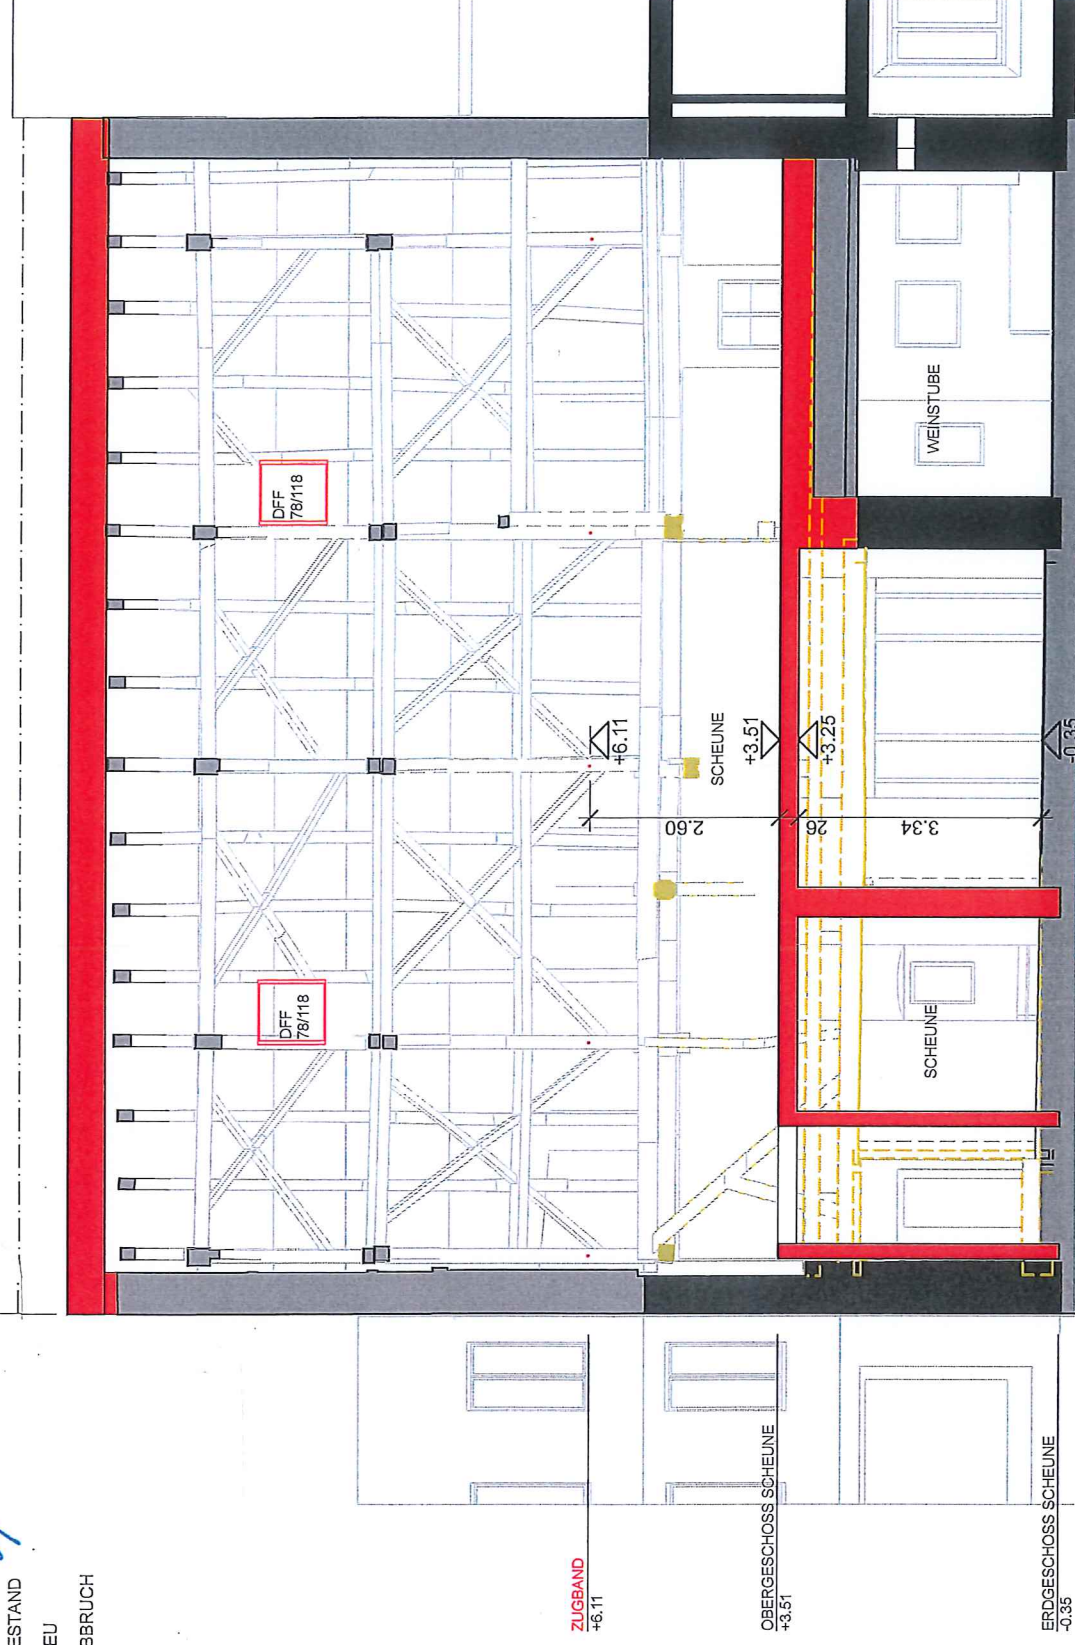 ESTAND
EU
BBRUCH
DFF
78/118
DFF
78/118
ZUGBAND
+6.11
+6.11
2.60
SCHEUNE
OBERGESCHOSS SCHEUNE
+3.51
+3.51
26
+3.25
3.34
SCHEUNE
WEINSTUBE
ERDGESCHOSS SCHEUNE
-0.35
-0.35